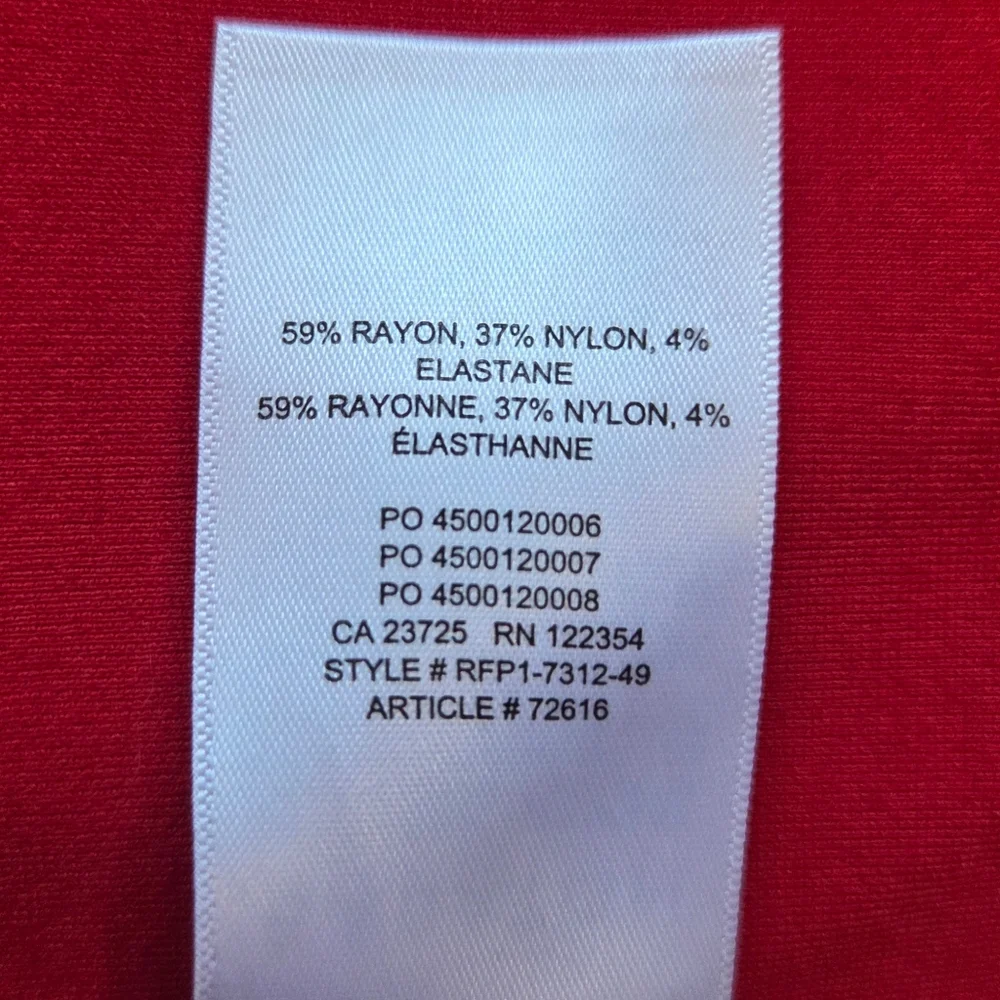 59% RAYON, 37% NYLON, 4%
ELASTANE
59% RAYONNE, 37% NYLON, 4%
ÉLASTHANNE
PO 4500120006
PO 4500120007
PO 4500120008
CA 23725 RN 122354
STYLE # RFP1-7312-49
ARTICLE # 72616